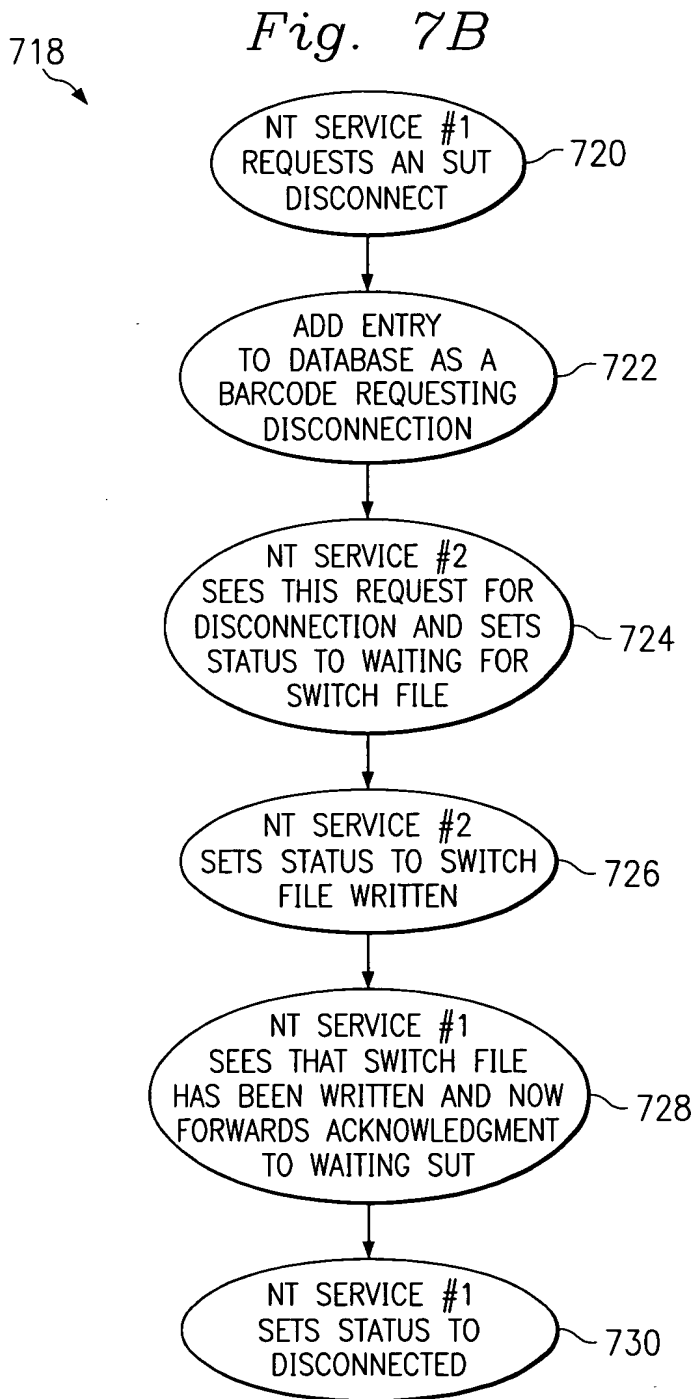 Fig. 7B
718
NT SERVICE #1
REQUESTS AN SUT
DISCONNECT
720
ADD ENTRY
TO DATABASE AS A
BARCODE REQUESTING
DISCONNECTION
722
NT SERVICE #2
SEES THIS REQUEST FOR
DISCONNECTION AND SETS
STATUS TO WAITING FOR
SWITCH FILE
724
NT SERVICE #2
SETS STATUS TO SWITCH
FILE WRITTEN
726
NT SERVICE #1
SEES THAT SWITCH FILE
HAS BEEN WRITTEN AND NOW
FORWARDS ACKNOWLEDGMENT
TO WAITING SUT
728
NT SERVICE #1
SETS STATUS TO
DISCONNECTED
730